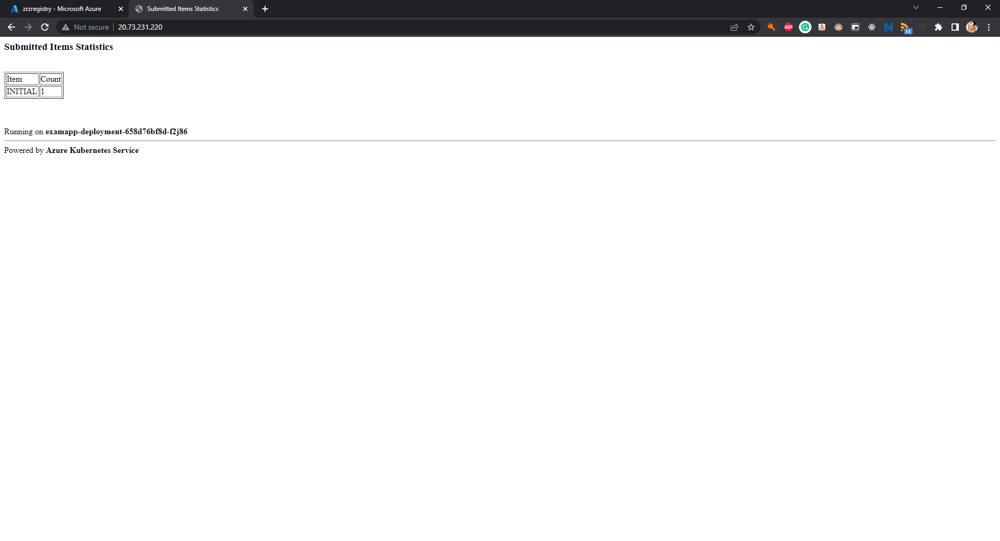 zrzregistry - Microsoft Azure
Submitted Items Statistics
Not secure
20.73.231.220
ABP
11
Submitted Items Statistics
Item Count
INITIAL 1
Running on examapp-deployment-658d76bf8d-f2j86
Powered by Azure Kubernetes Service